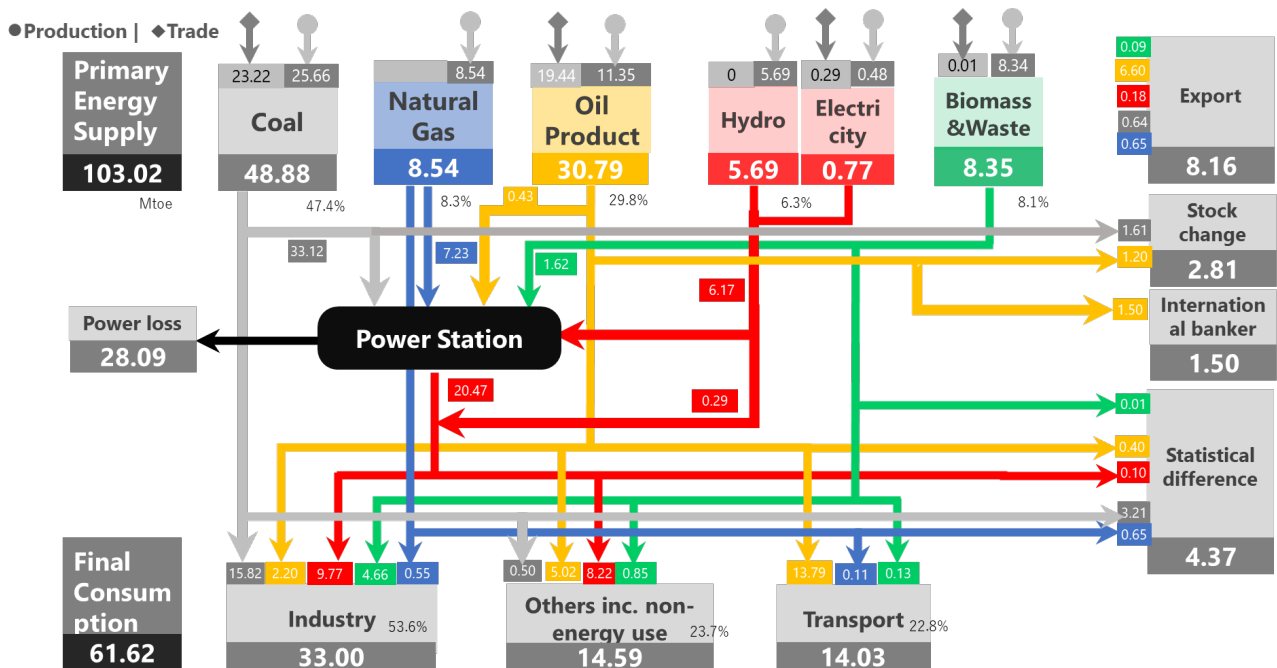 ●Production | ◆Trade
Primary
Energy
Supply
103.02
Mtoe
23.22
25.66
Coal
48.88
47.4%
8.54
Natural
Gas
8.54
8.3%
19.44
11.35
Oil
Product
30.79
29.8%
0
5.69
Hydro
5.69
6.3%
0.29
0.48
Electri
city
0.77
0.01
8.34
Biomass
&Waste
8.35
8.1%
0.09
6.60
0.18
0.64
0.65
Export
8.16
0.43
33.12
7.23
1.62
6.17
1.61
1.20
Stock
change
2.81
1.50
Internation
al banker
1.50
Power loss
28.09
Power Station
20.47
0.29
0.01
0.40
0.10
3.21
0.65
Statistical
difference
4.37
Final
Consum
ption
61.62
15.82
2.20
9.77
4.66
0.55
Industry
53.6%
33.00
0.50
5.02
8.22
0.85
Others inc. non-
energy use
23.7%
14.59
13.79
0.11
0.13
Transport
22.8%
14.03